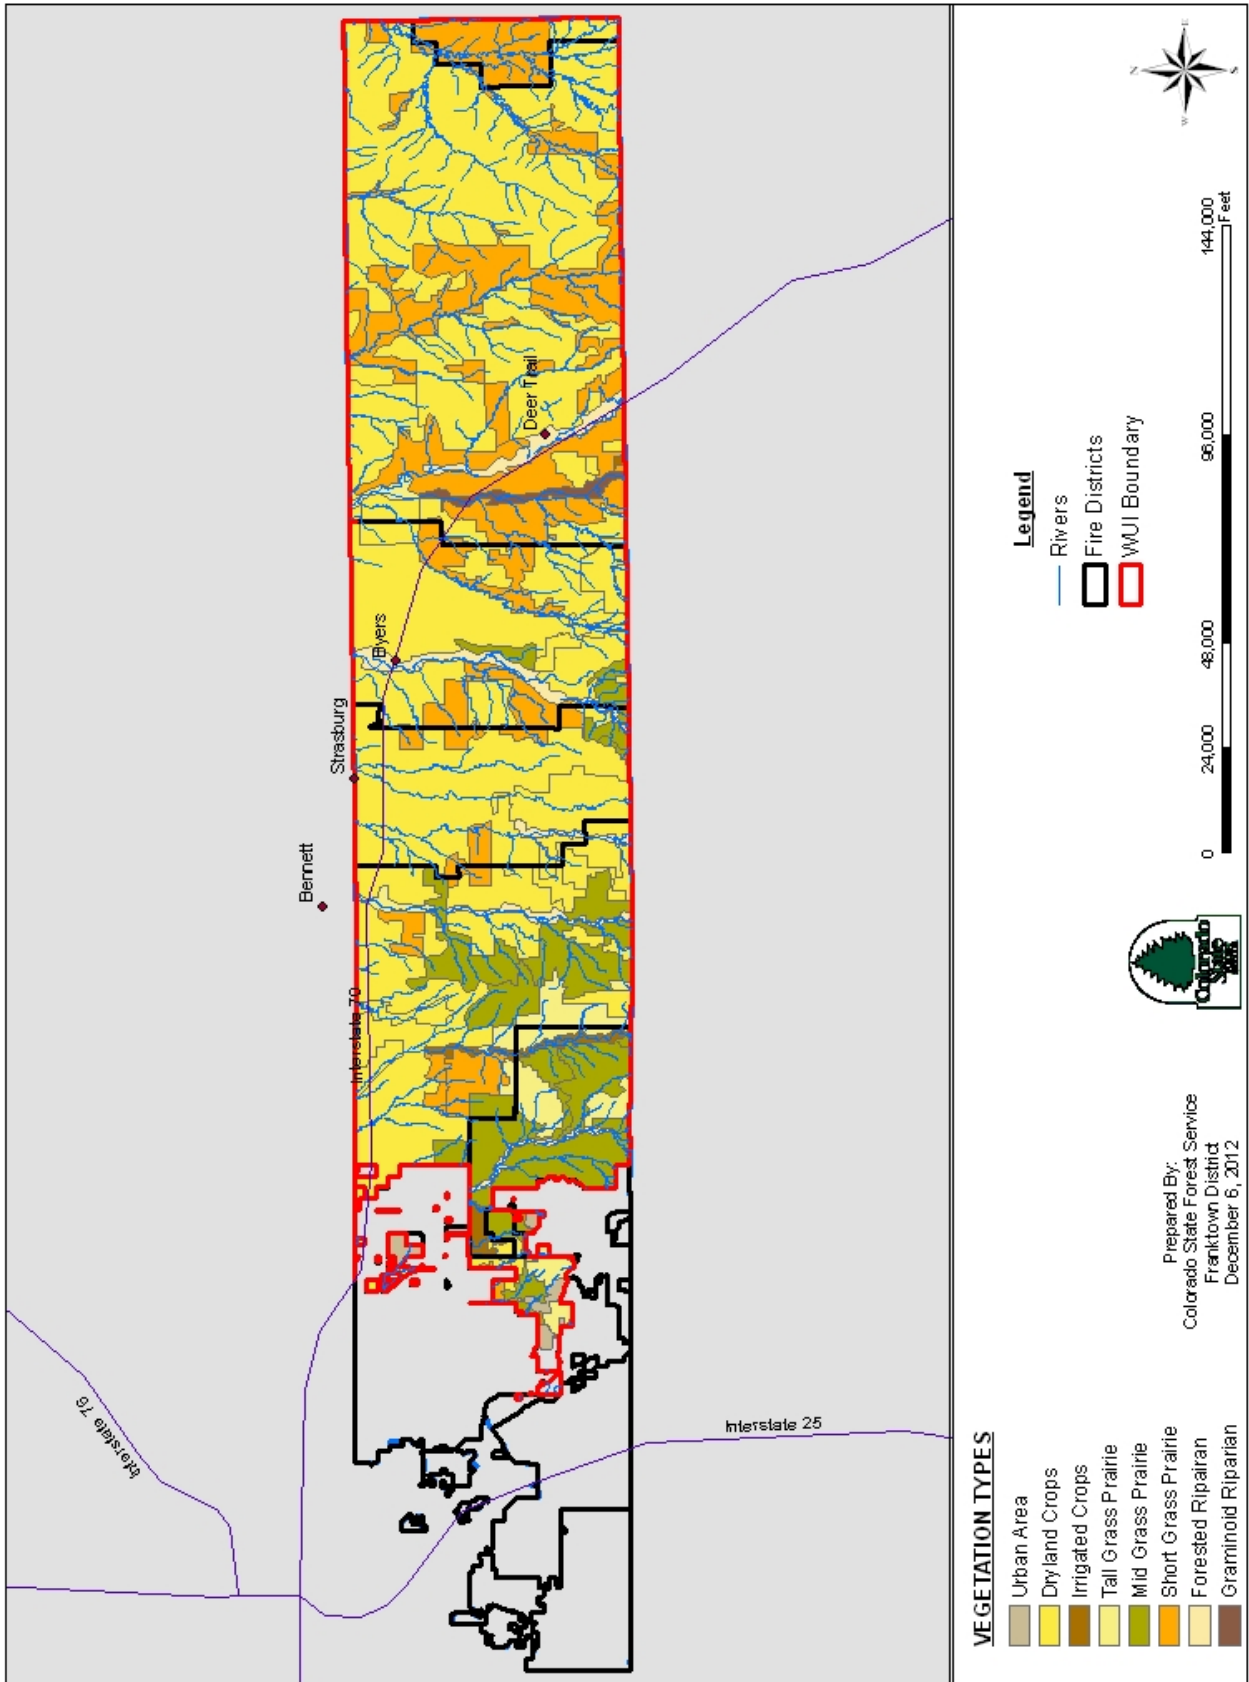 Interstate 76
Interstate 25
Interstate 70
Bennett
Strasburg
Byers
Deer Trail
VEGETATION TYPES
Urban Area
Dryland Crops
Irrigated Crops
Tall Grass Prairie
Mid Grass Prairie
Short Grass Prairie
Forested Ripairan
Graminoid Riparian
Prepared By:
Colorado State Forest Service
Franktown District
December 6, 2012
Colorado
State
Legend
Rivers
Fire Districts
WUI Boundary
0 24,000 48,000 96,000 144,000
Feet
N
E
S
W